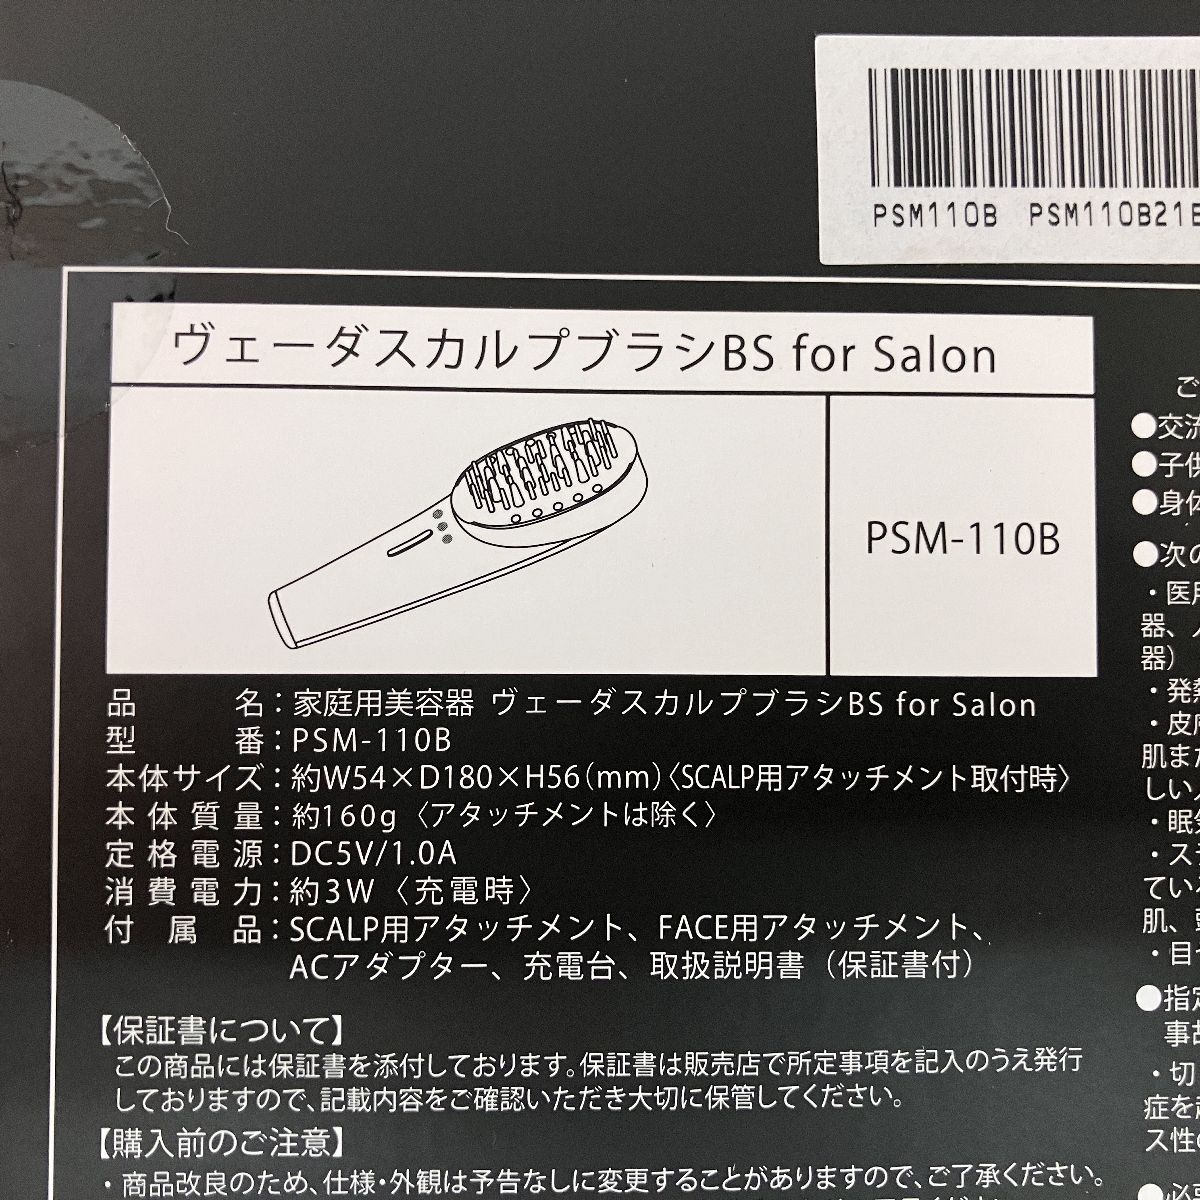 PSM110B PSM110B21B
ヴェーダスカルプブラシBS for Salon
PSM-110B
品名：家庭用美容器 ヴェーダスカルプブラシBS for Salon
型番：PSM-110B
本体サイズ：約W54×D180×H56（mm）〈SCALP用アタッチメント取付時〉
本体質量：約160g〈アタッチメントは除く〉
定格電源：DC5V/1.0A
消費電力：約3W〈充電時〉
付属品：SCALP用アタッチメント、FACE用アタッチメント、
ACアダプター、充電台、取扱説明書（保証書付）
【保証書について】
この商品には保証書を添付しております。保証書は販売店で所定事項を記入のうえ発行
しておりますので、記載内容をご確認いただき大切に保管してください。
【購入前のご注意】
・商品改良のため、仕様・外観は予告なしに変更することがありますので、ご了承ください。
ご
●交流
●子供
●身体
●次の
・医用
器、
器）
・発熱
・皮膚
肌また
しい
・眠気
・ス
てい
肌、
・目
●指定
事故
・切
症を起
ス性の
●必